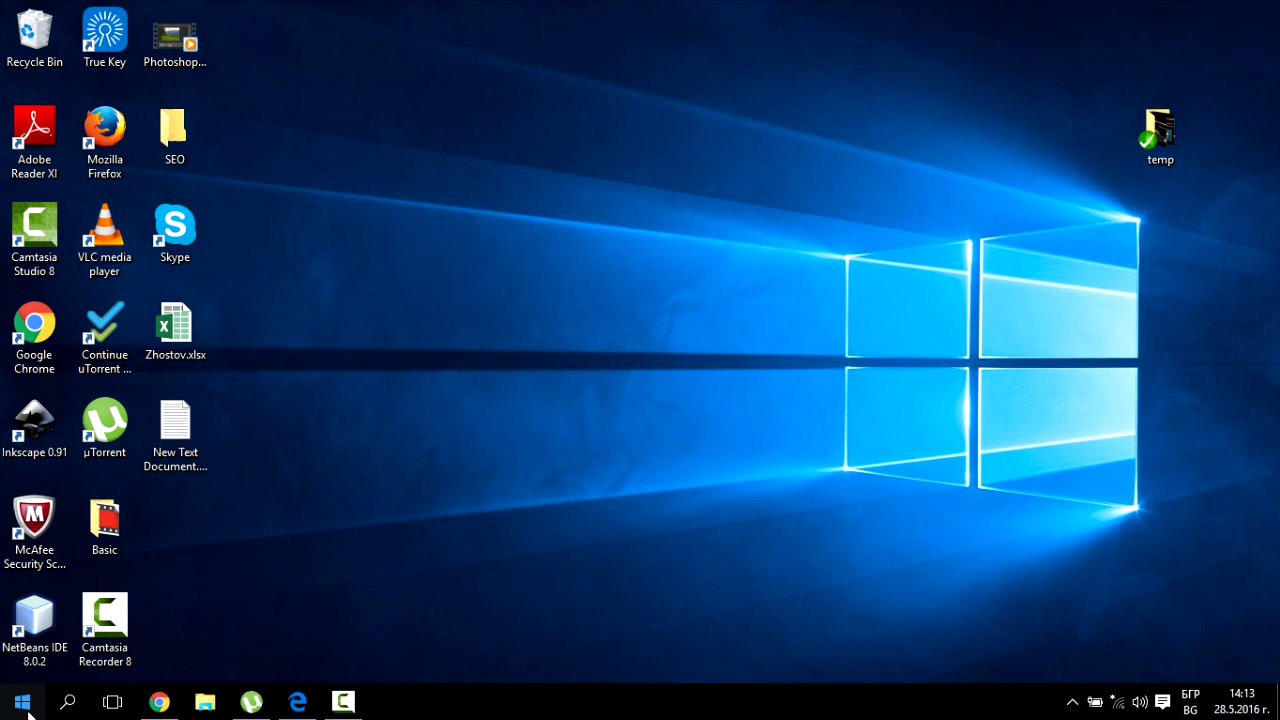 Recycle Bin
True Key
Photoshop...
Adobe
Reader XI
Mozilla
Firefox
SEO
temp
Camtasia
Studio 8
VLC media
player
Skype
Google
Chrome
Continue
uTorrent ...
Zhostov.xlsx
Inkscape 0.91
µTorrent
New Text
Document....
McAfee
Security Sc...
Basic
NetBeans IDE
8.0.2
Camtasia
Recorder 8
БГР
BG
14:13
28.5.2016 г.